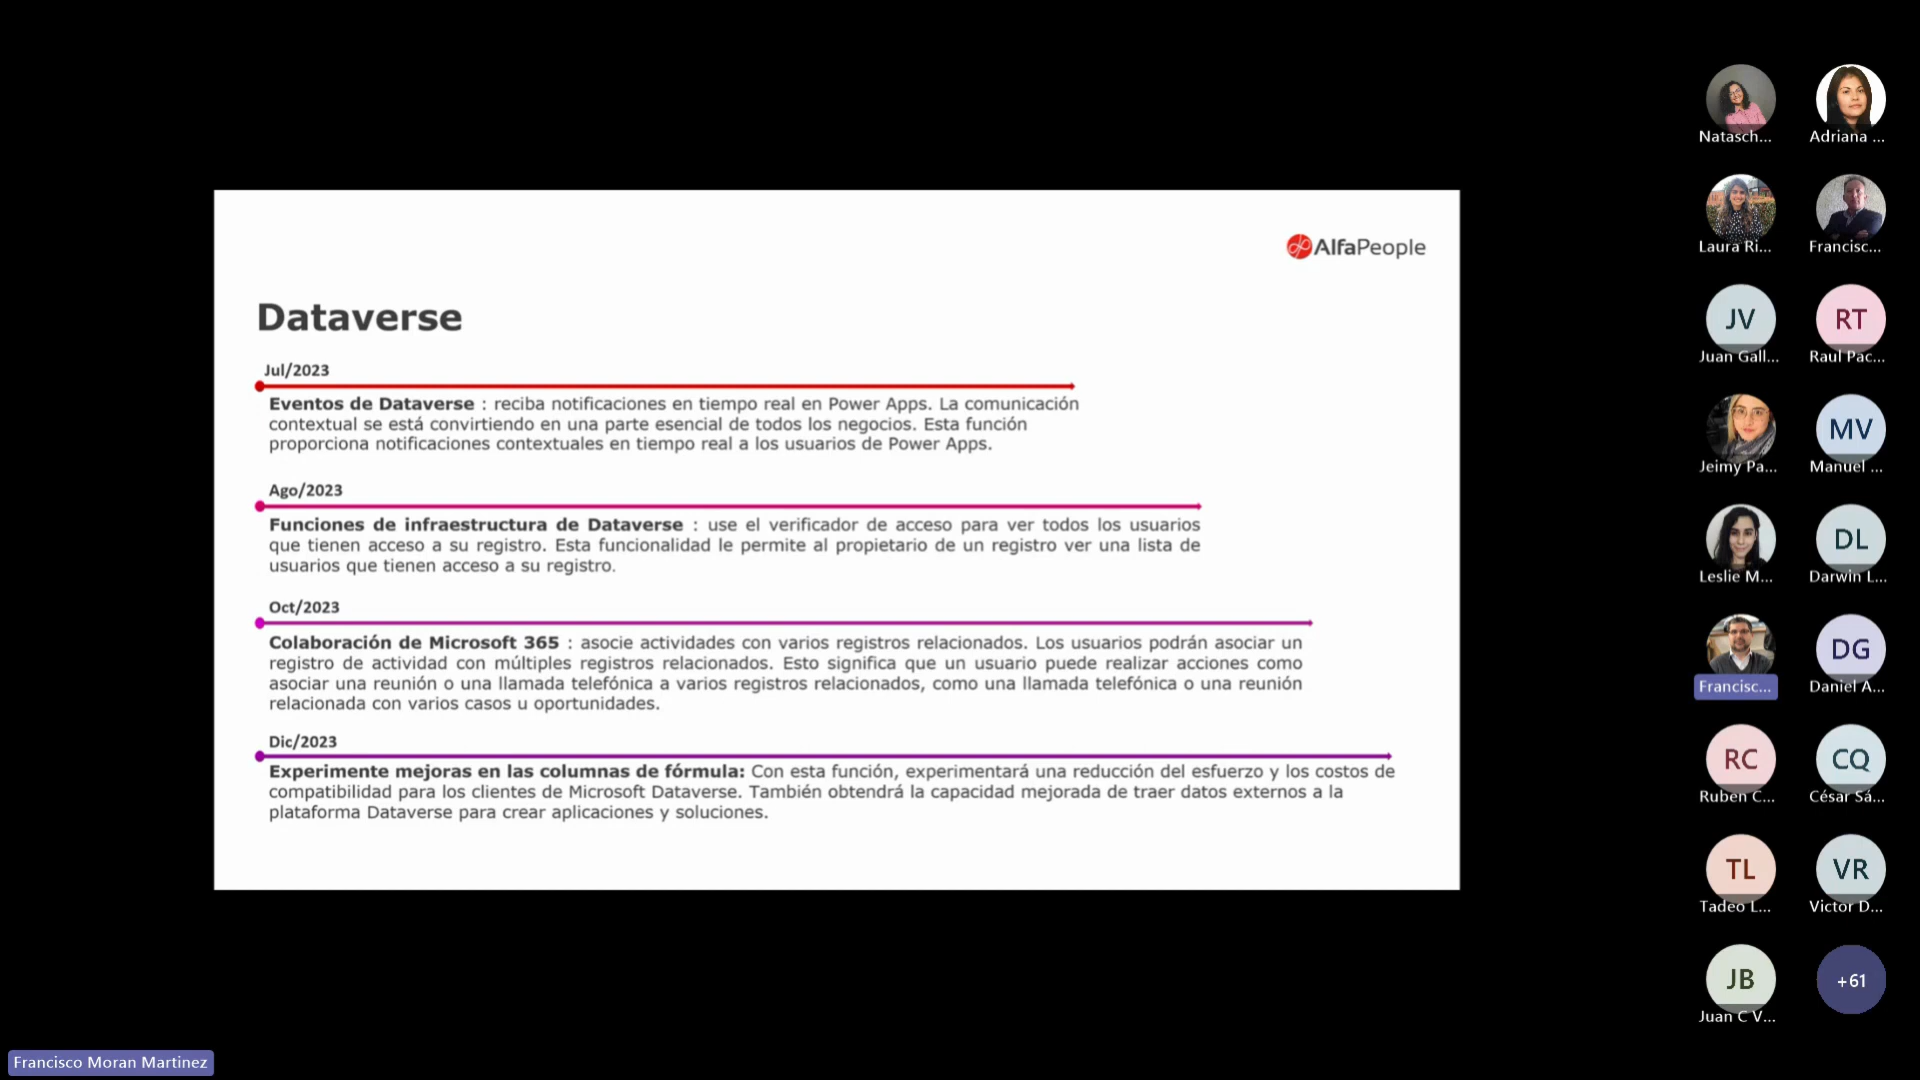 AlfaPeople
Dataverse
Jul/2023
Eventos de Dataverse : reciba notificaciones en tiempo real en Power Apps. La comunicación
contextual se está convirtiendo en una parte esencial de todos los negocios. Esta función
proporciona notificaciones contextuales en tiempo real a los usuarios de Power Apps.
Ago/2023
Funciones de infraestructura de Dataverse : use el verificador de acceso para ver todos los usuarios
que tienen acceso a su registro. Esta funcionalidad le permite al propietario de un registro ver una lista de
usuarios que tienen acceso a su registro.
Oct/2023
Colaboración de Microsoft 365 : asocie actividades con varios registros relacionados. Los usuarios podrán asociar un
registro de actividad con múltiples registros relacionados. Esto significa que un usuario puede realizar acciones como
asociar una reunión o una llamada telefónica a varios registros relacionados, como una llamada telefónica o una reunión
relacionada con varios casos u oportunidades.
Dic/2023
Experimente mejoras en las columnas de fórmula: Con esta función, experimentará una reducción del esfuerzo y los costos de
compatibilidad para los clientes de Microsoft Dataverse. También obtendrá la capacidad mejorada de traer datos externos a la
plataforma Dataverse para crear aplicaciones y soluciones.
Natasch... Adriana ...
Laura Ri... Francisc...
JV RT
Juan Gall... Raul Pac...
MV
Jeimy Pa... Manuel ...
DL
Leslie M... Darwin L...
DG
Francisc... Daniel A...
RC CQ
Ruben C... César Sá...
TL VR
Tadeo L... Victor D...
JB +61
Juan C V...
Francisco Moran Martinez